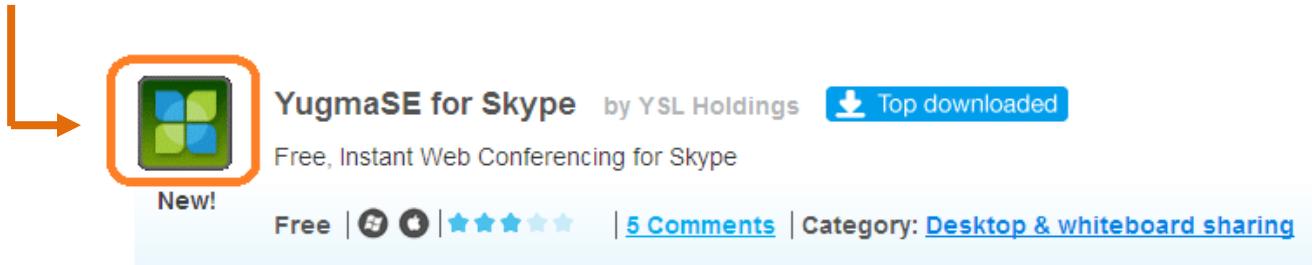 YugmaSE for Skype by YSL Holdings Top downloaded
Free, Instant Web Conferencing for Skype
New!
Free | | 5 Comments | Category: Desktop & whiteboard sharing